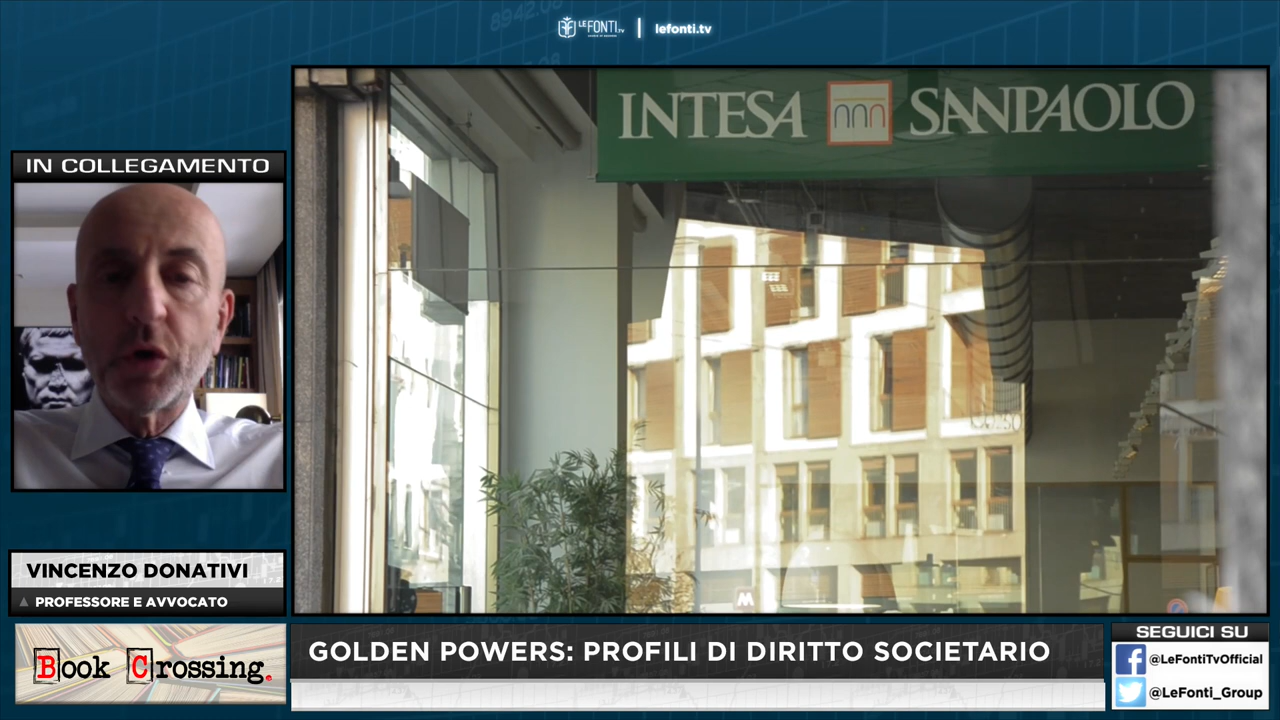 LE FONTI.TV
lefonti.tv
INTESA SANPAOLO
IN COLLEGAMENTO
VINCENZO DONATIVI
PROFESSORE E AVVOCATO
Book Crossing.
GOLDEN POWERS: PROFILI DI DIRITTO SOCIETARIO
SEGUICI SU
@LeFontiTvOfficial
@LeFonti_Group